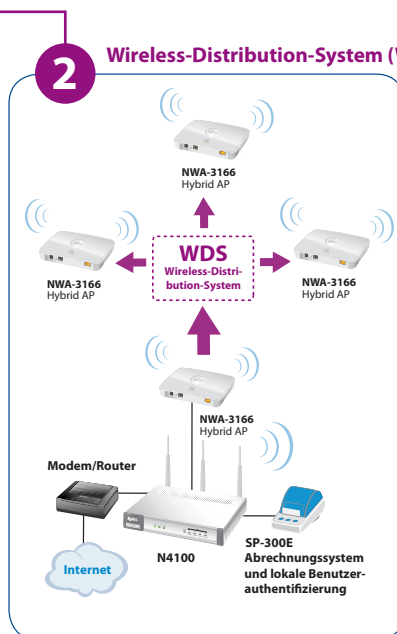 2
Wireless-Distribution-System (
NWA-3166
Hybrid AP
NWA-3166
Hybrid AP
WDS
Wireless-Distri-
bution-System
NWA-3166
Hybrid AP
NWA-3166
Hybrid AP
Modem/Router
N4100
Internet
SP-300E
Abrechnungssystem
und lokale Benutzer-
authentifizierung